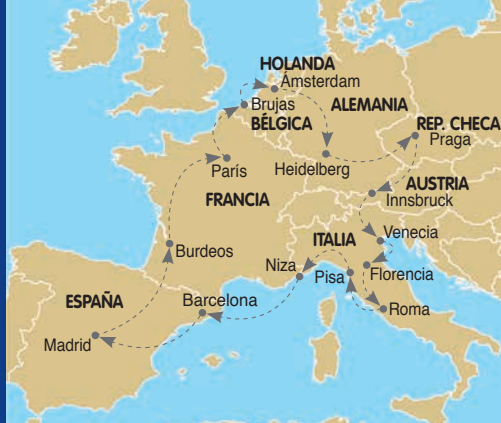 HOLANDA
Ámsterdam
Brujas
ALEMANIA
BÉLGICA
REP. CHECA
Praga
París
Heidelberg
AUSTRIA
Innsbruck
FRANCIA
Venecia
ITALIA
Burdeos
Niza
Pisa
Florencia
ESPAÑA
Barcelona
Roma
Madrid